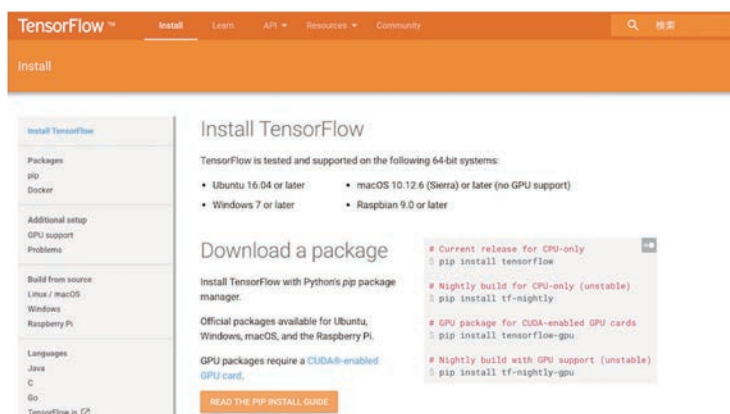 TensorFlow ™
Install
Learn
API
Resources
Community
検索
Install
Install TensorFlow
Packages
pip
Docker
Additional setup
GPU support
Problems
Build from source
Linux / macOS
Windows
Raspberry Pi
Languages
Java
C
Go
TensorFlow.js
Install TensorFlow
TensorFlow is tested and supported on the following 64-bit systems:
• Ubuntu 16.04 or later
• Windows 7 or later
• macOS 10.12.6 (Sierra) or later (no GPU support)
• Raspbian 9.0 or later
Download a package
Install TensorFlow with Python's pip package
manager.
Official packages available for Ubuntu,
Windows, macOS, and the Raspberry Pi.
GPU packages require a CUDA®-enabled
GPU card.
READ THE PIP INSTALL GUIDE
# Current release for CPU-only
$ pip install tensorflow
# Nightly build for CPU-only (unstable)
$ pip install tf-nightly
# GPU package for CUDA-enabled GPU cards
$ pip install tensorflow-gpu
# Nightly build with GPU support (unstable)
$ pip install tf-nightly-gpu